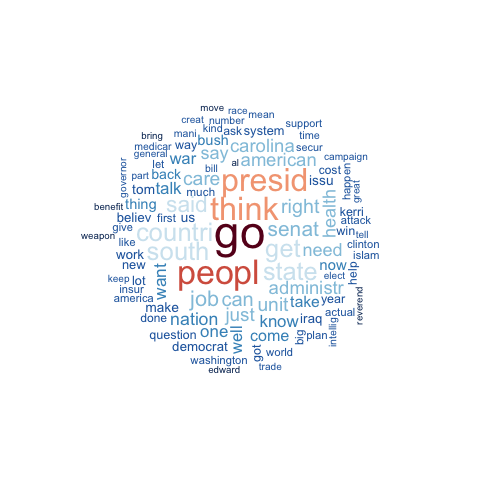 move race mean
creat number support
mani kind ask system time
bring way bush carolina secur
medicar war say al american campaign
general let bill cost happen
governor part back care presid issu great
tom talk much think right health kerri attack
benefit thing said
believ first us countri go senat win clinton
give south get need tell
weapon like work now islam
new want peopl state help elect
keep lot job can administr
insur america make unit take year reverend
done nation just know iraq actual
question one well come big plan intellig
democrat got world
washington trade
edward